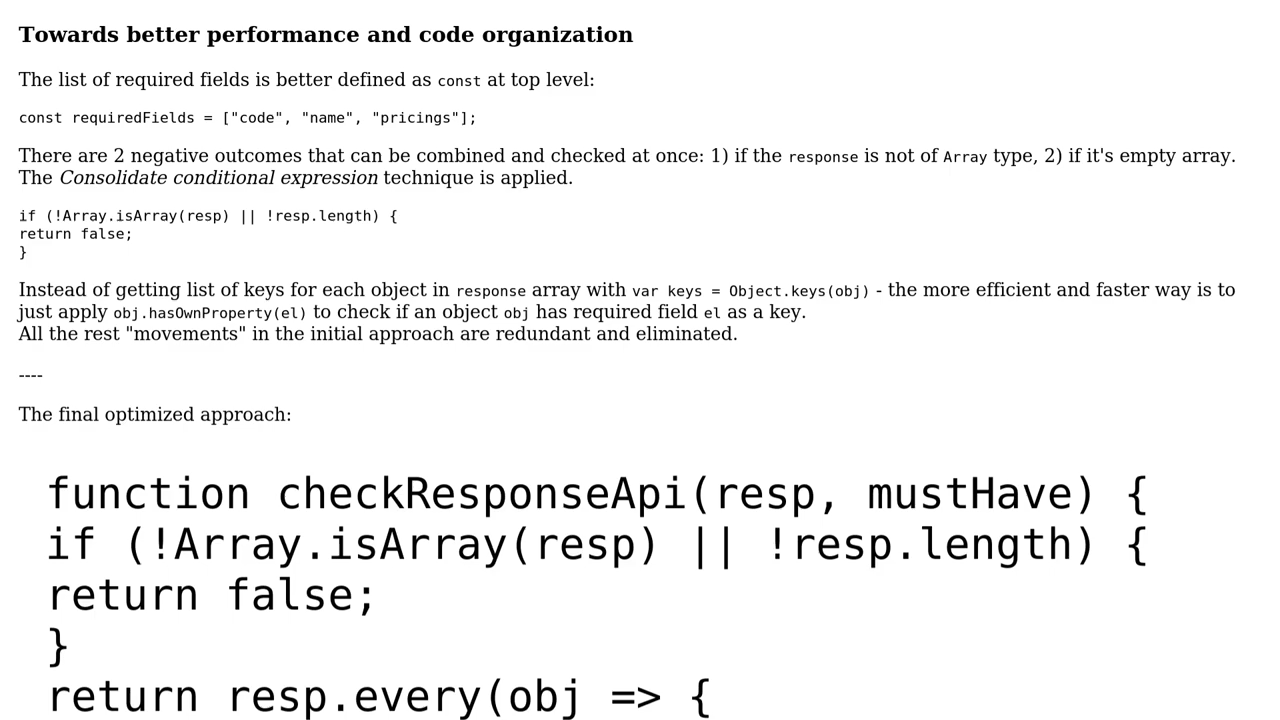 Towards better performance and code organization
The list of required fields is better defined as const at top level:
const requiredFields = ["code", "name", "pricings"];
There are 2 negative outcomes that can be combined and checked at once: 1) if the response is not of Array type, 2) if it's empty array.
The Consolidate conditional expression technique is applied.
if (!Array.isArray(resp) || !resp.length) {
return false;
}
Instead of getting list of keys for each object in response array with var keys = Object.keys(obj) - the more efficient and faster way is to
just apply obj.hasOwnProperty(el) to check if an object obj has required field el as a key.
All the rest "movements" in the initial approach are redundant and eliminated.
----
The final optimized approach:
function checkResponseApi(resp, mustHave) {
if (!Array.isArray(resp) || !resp.length) {
return false;
}
return resp.every(obj => {